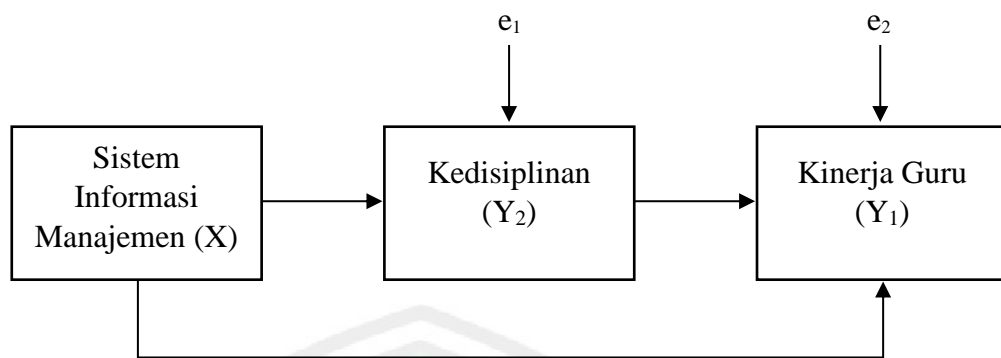 e₁
e₂
Sistem
Informasi
Manajemen (X)
Kedisiplinan
(Y₂)
Kinerja Guru
(Y₁)